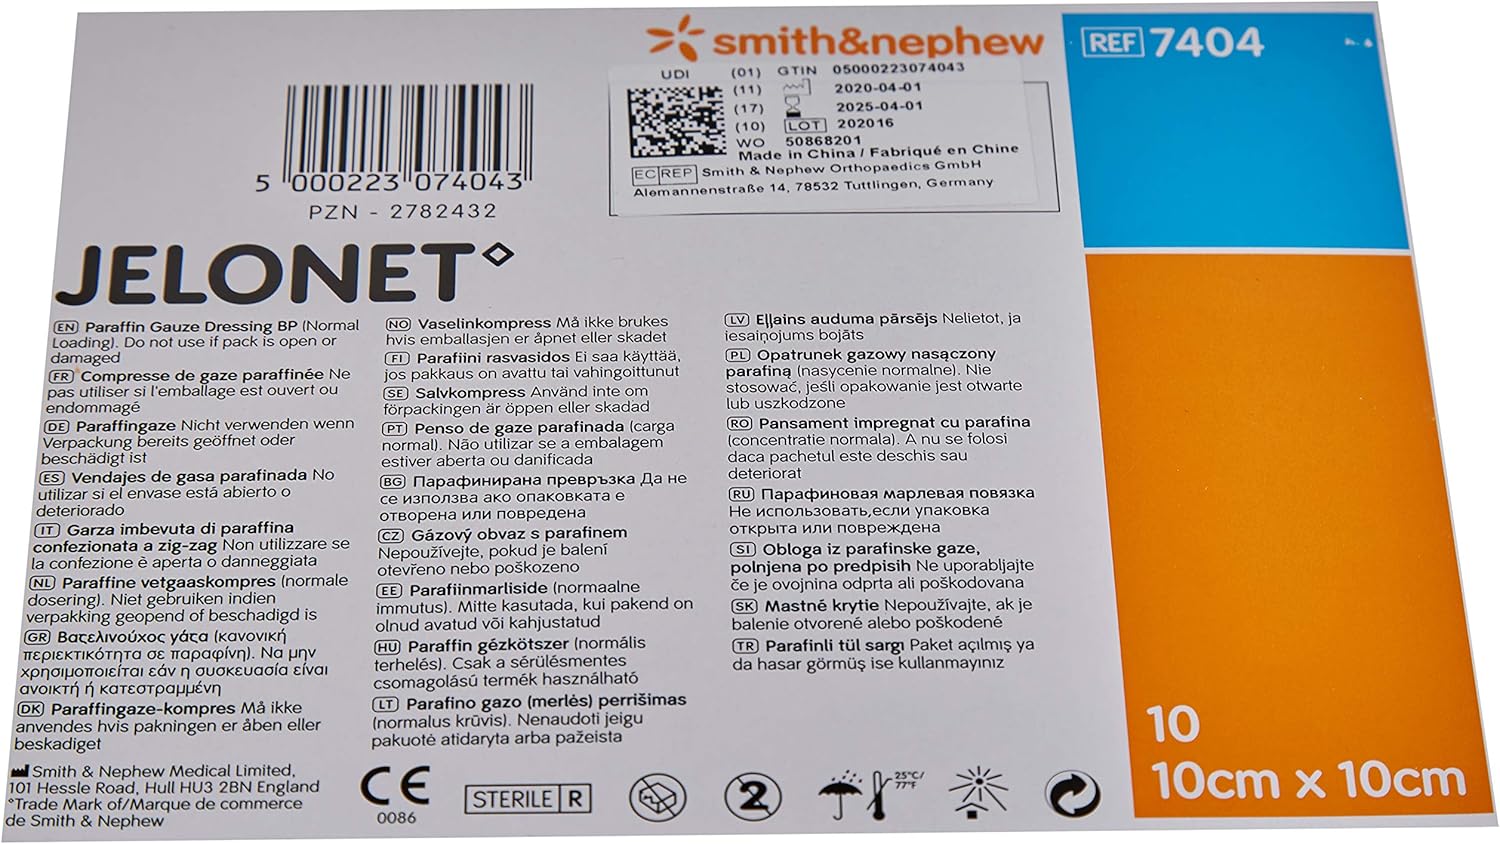 smith&nephew
REF 7404
UDI
(01) GTIN 05000223074043
(11) 2020-04-01
(17) 2025-04-01
(10) LOT 202016
WO 50868201
Made in China / Fabriqué en Chine
EC REP Smith & Nephew Orthopaedics GmbH
Alemannenstraße 14, 78532 Tuttlingen, Germany
5 000223 074043
PZN - 2782432
JELONET◊
EN Paraffin Gauze Dressing BP (Normal
Loading). Do not use if pack is open or
damaged
FR Compresse de gaze paraffinée Ne
pas utiliser si l'emballage est ouvert ou
endommagé
DE Paraffingaze Nicht verwenden wenn
Verpackung bereits geöffnet oder
beschädigt ist
ES Vendajes de gasa parafinada No
utilizar si el envase está abierto o
deteriorado
IT Garza imbevuta di paraffina
confezionata a zig-zag Non utilizzare se
la confezione è aperta o danneggiata
NL Paraffine vetgaaskompres (normale
dosering). Niet gebruiken indien
verpakking geopend of beschadigd is
GR Βαζελινούχος γάζα (κανονική
περιεκτικότητα σε παραφίνη). Να μην
χρησιμοποιείται εάν η συσκευασία είναι
ανοικτή ή κατεστραμμένη
DK Paraffingaze-kompres Må ikke
anvendes hvis pakningen er åben eller
beskadiget
NO Vaselinkompress Må ikke brukes
hvis emballasjen er åpnet eller skadet
FI Parafiini rasvasidos Ei saa käyttää,
jos pakkaus on avattu tai vahingoittunut
SE Salvkompress Använd inte om
förpackingen är öppen eller skadad
PT Penso de gaze parafinada (carga
normal). Não utilizar se a embalagem
estiver aberta ou danificada
BG Парафинирана превръзка Да не
се използва ако опаковката е
отворена или повредена
CZ Gázový obvaz s parafinem
Nepoužívejte, pokud je balení
otevřeno nebo poškozeno
EE Parafiinmarliside (normaalne
immutus). Mitte kasutada, kui pakend on
olnud avatud või kahjustatud
HU Paraffin gézkötszer (normális
terhelés). Csak a sérülésmentes
csomagolású termék használható
LT Parafino gazo (merlės) perrišimas
(normalus krūvis). Nenaudoti jeigu
pakuotė atidaryta arba pažeista
LV Eļļains auduma pārsējs Nelietot, ja
iesaiņojums bojāts
PL Opatrunek gazowy nasączony
parafiną (nasycenie normalne). Nie
stosować, jeśli opakowanie jest otwarte
lub uszkodzone
RO Pansament impregnat cu parafina
(concentratie normala). A nu se folosi
daca pachetul este deschis sau
deteriorat
RU Парафиновая марлевая повязка
Не использовать,если упаковка
открыта или повреждена
SI Obloga iz parafinske gaze,
polnjena po predpisih Ne uporabljajte
če je ovojnina odprta ali poškodovana
SK Mastné krytie Nepoužívejte, ak je
balenie otvorené alebo poškodené
TR Parafinli tül sargı Paket açılmış ya
da hasar görmüş ise kullanmayınız
Smith & Nephew Medical Limited,
101 Hessle Road, Hull HU3 2BN England
◊Trade Mark of/Marque de commerce
de Smith & Nephew
CE
0086
STERILE R
2
25°C/
77°F
10
10cm x 10cm